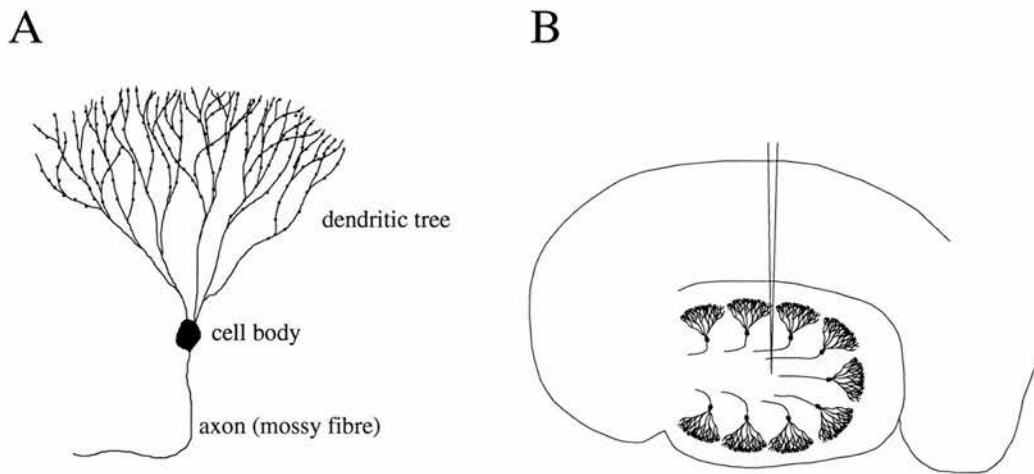 A
B
dendritic tree
cell body
axon (mossy fibre)